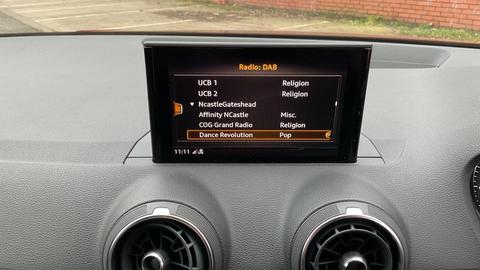 Radio: DAB
UCB 1 Religion
UCB 2 Religion
NcastleGateshead
Affinity NCastle Misc.
COG Grand Radio Religion
Dance Revolution Pop
11:11